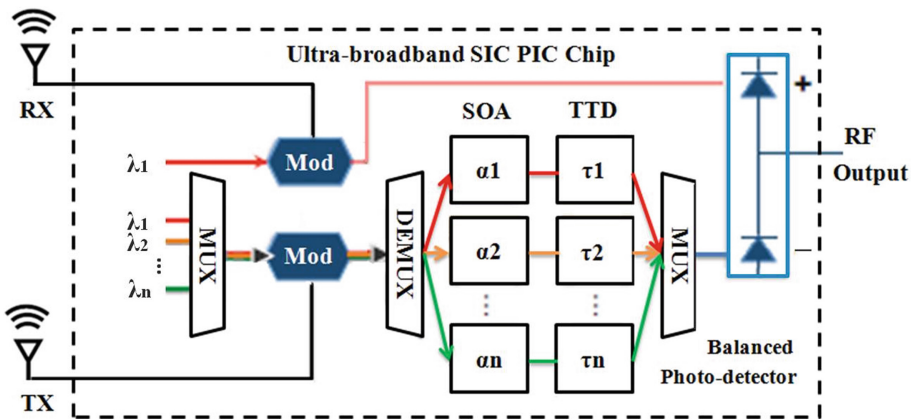 Ultra-broadband SIC PIC Chip
RX
SOA
TTD
+
RF
Output
λ1
Mod
α1
τ1
λ1
λ2
⋮
λn
MUX
Mod
DEMUX
α2
τ2
⋮
⋮
αn
τn
MUX
–
TX
Balanced
Photo-detector